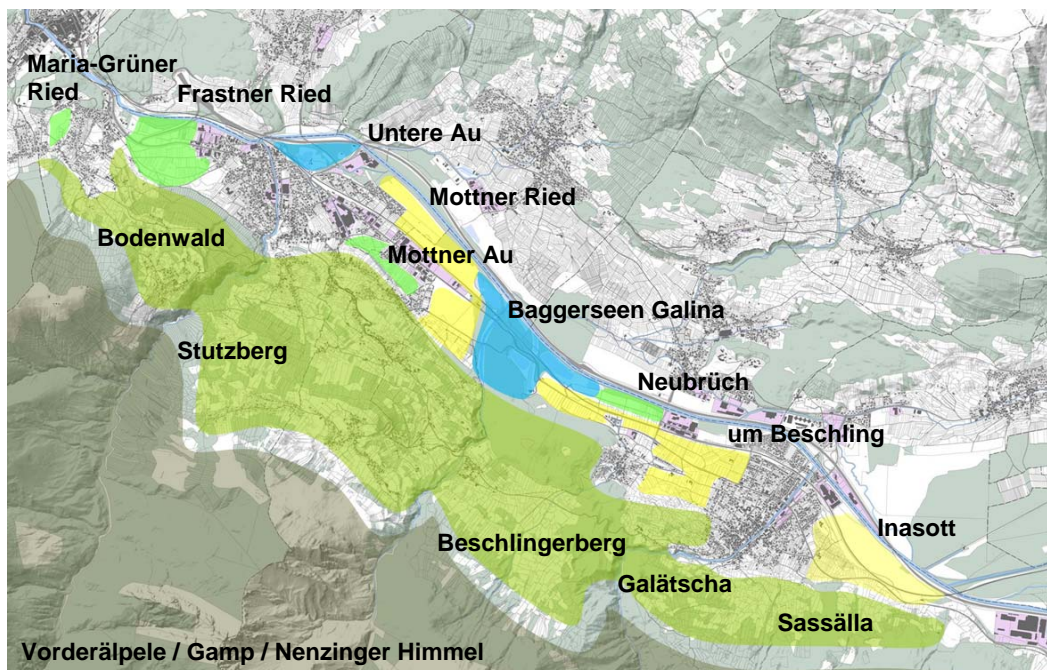 Maria-Grüner
Ried
Frastner Ried
Untere Au
Mottner Ried
Bodenwald
Mottner Au
Baggerseen Galina
Stutzberg
Neubrüch
um Beschling
Inasott
Beschlingerberg
Galätscha
Sassälla
Vorderälpele / Gamp / Nenzinger Himmel